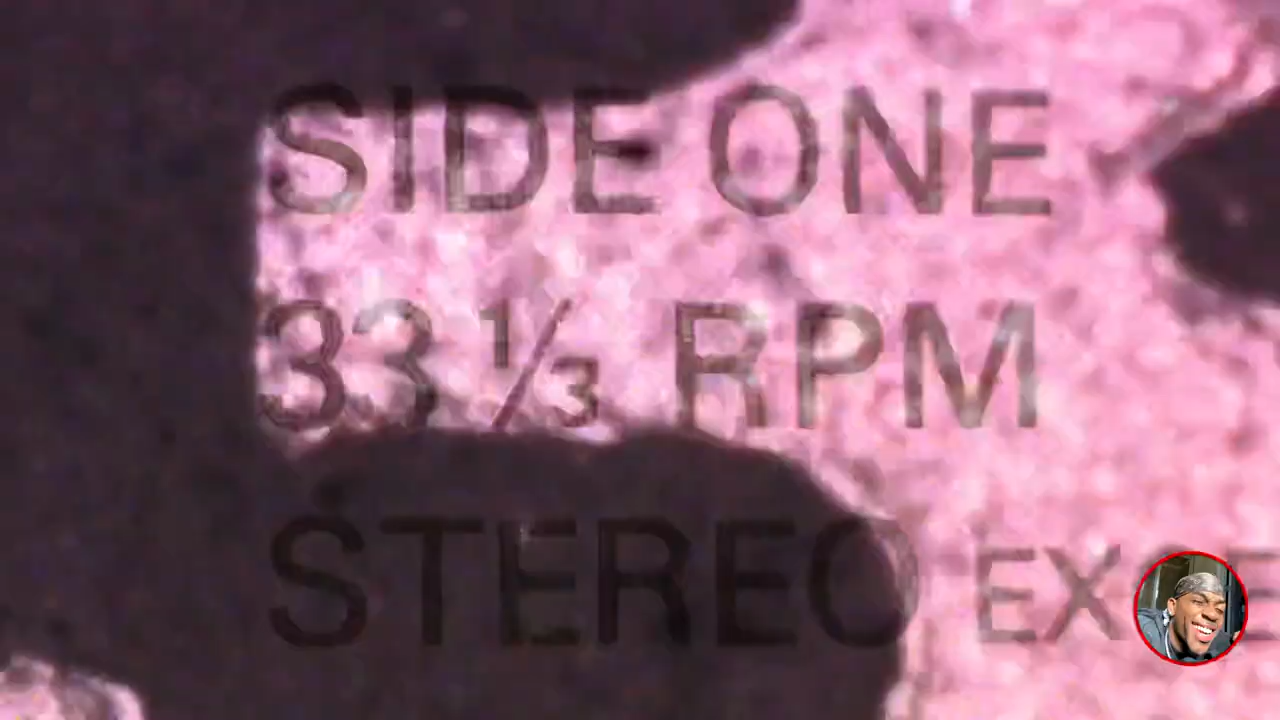 SIDE ONE
33 ⅓ RPM
STEREO